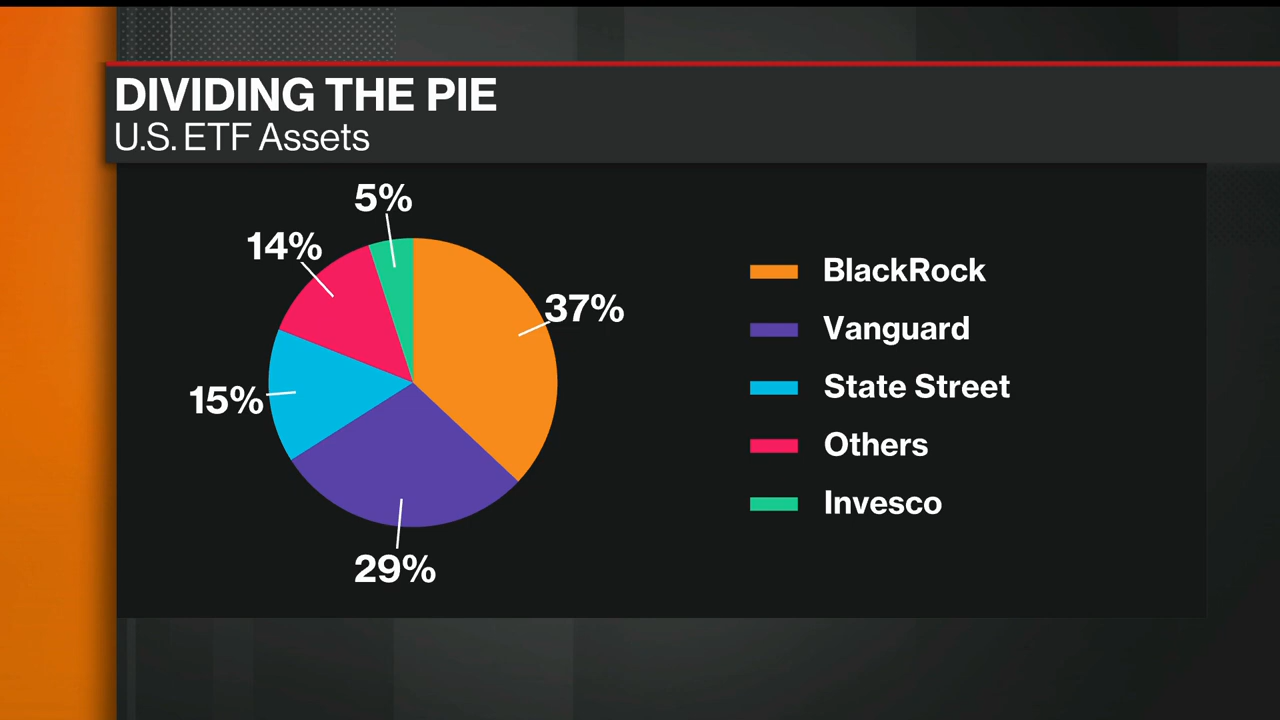 DIVIDING THE PIE
U.S. ETF Assets
5%
14%
37%
15%
29%
BlackRock
Vanguard
State Street
Others
Invesco